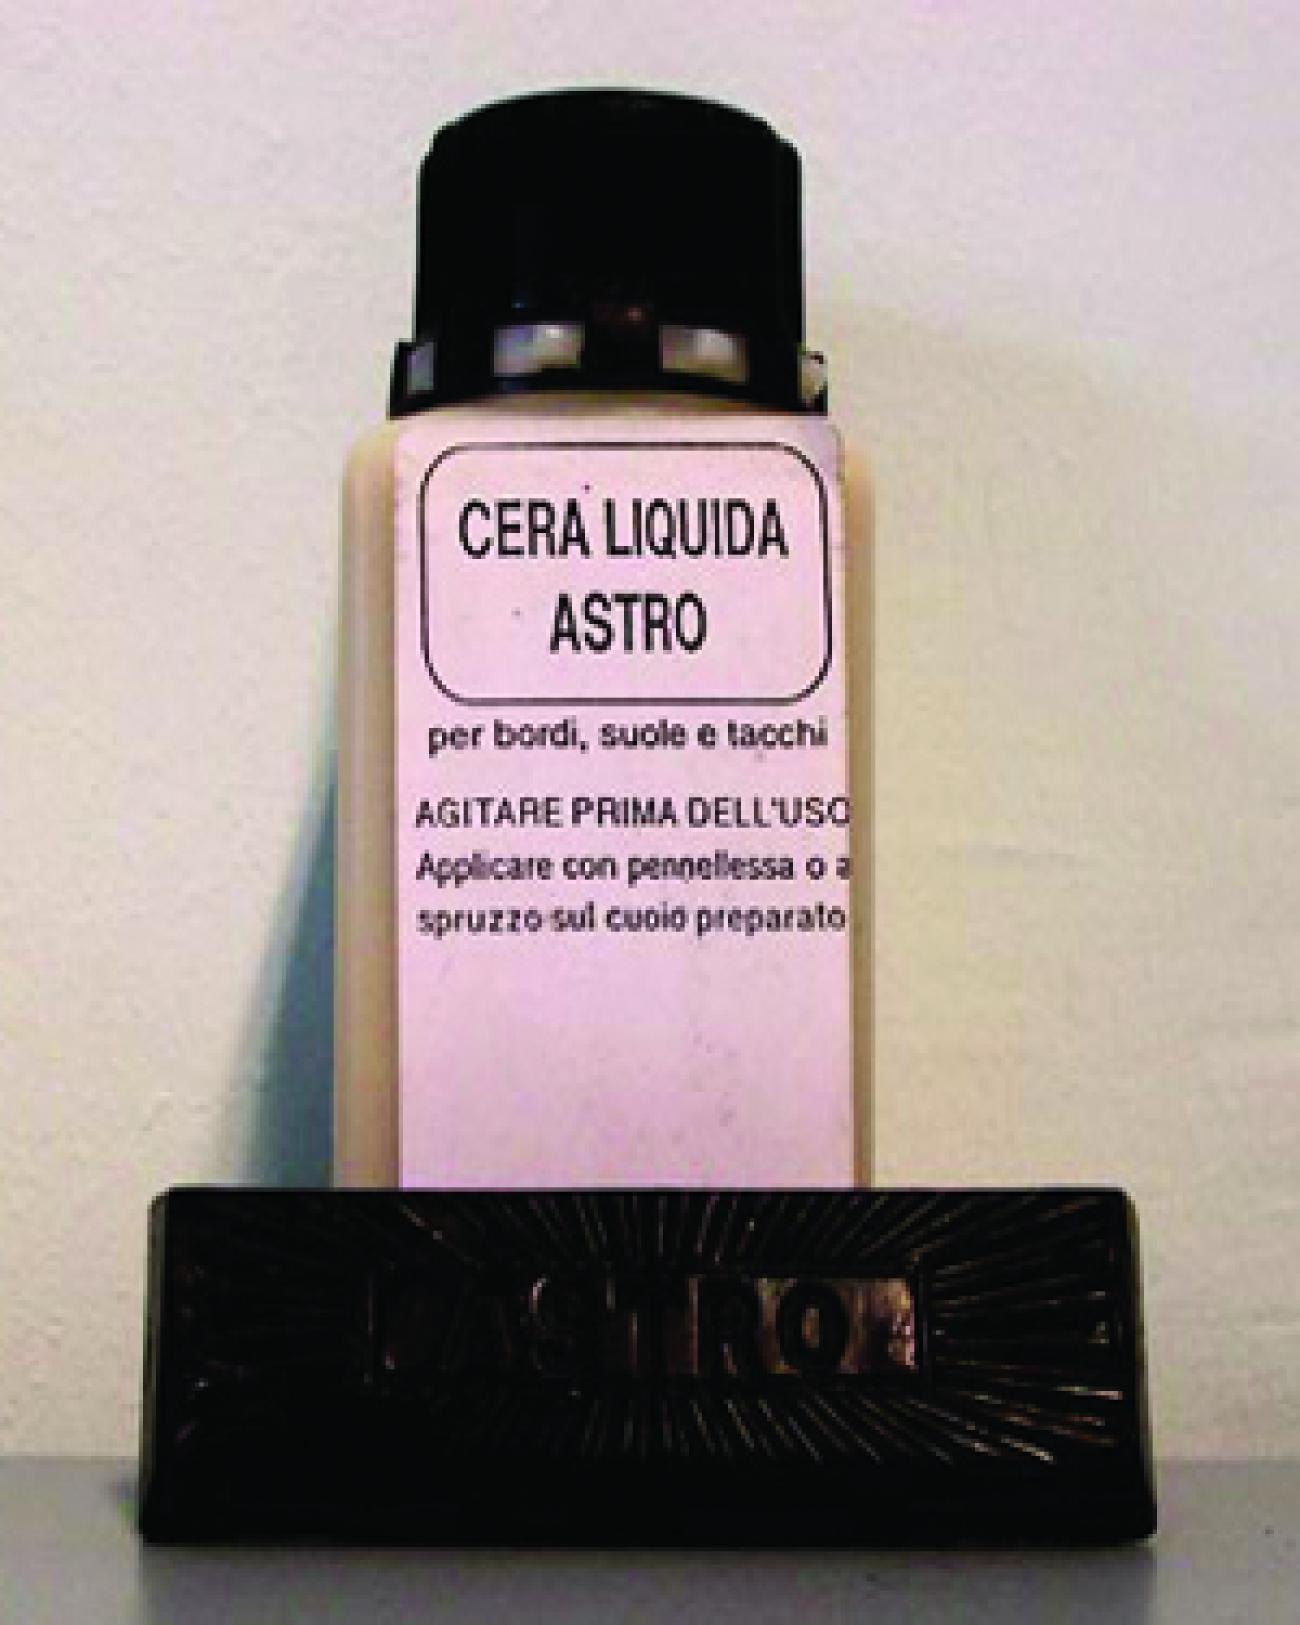 CERA LIQUIDA
ASTRO
per bordi, suole e tacchi
AGITARE PRIMA DELL'USO
Applicare con pennellessa o a
spruzzo sul cuoio preparato
L'ASTRO